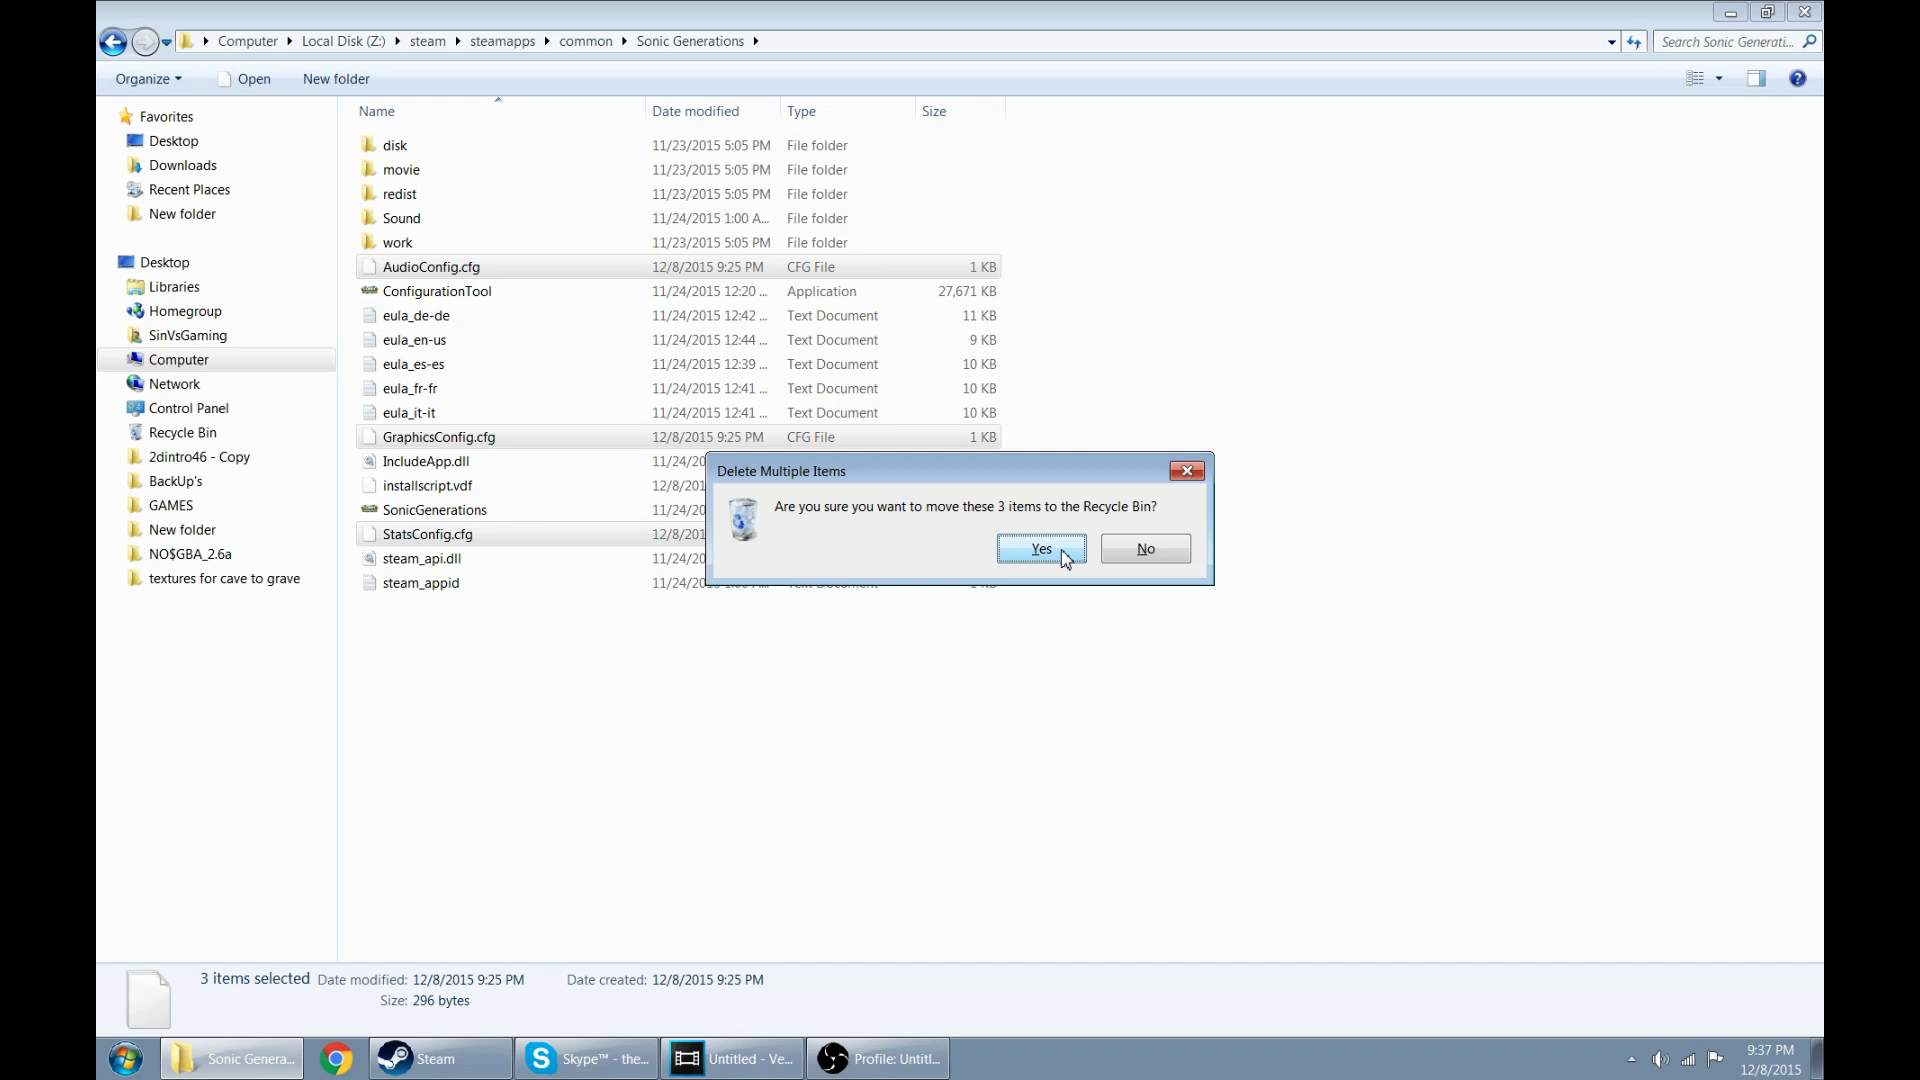 Computer Local Disk (Z:) steam steamapps common Sonic Generations
Search Sonic Generati...
Organize Open New folder
Name Date modified Type Size
Favorites
Desktop
Downloads
Recent Places
New folder
Desktop
Libraries
Homegroup
SinVsGaming
Computer
Network
Control Panel
Recycle Bin
2dintro46 - Copy
BackUp's
GAMES
New folder
NO$GBA_2.6a
textures for cave to grave
disk 11/23/2015 5:05 PM File folder
movie 11/23/2015 5:05 PM File folder
redist 11/23/2015 5:05 PM File folder
Sound 11/24/2015 1:00 A... File folder
work 11/23/2015 5:05 PM File folder
AudioConfig.cfg 12/8/2015 9:25 PM CFG File 1 KB
ConfigurationTool 11/24/2015 12:20 ... Application 27,671 KB
eula_de-de 11/24/2015 12:42 ... Text Document 11 KB
eula_en-us 11/24/2015 12:44 ... Text Document 9 KB
eula_es-es 11/24/2015 12:39 ... Text Document 10 KB
eula_fr-fr 11/24/2015 12:41 ... Text Document 10 KB
eula_it-it 11/24/2015 12:41 ... Text Document 10 KB
GraphicsConfig.cfg 12/8/2015 9:25 PM CFG File 1 KB
IncludeApp.dll 11/24/20
installscript.vdf 12/8/201
SonicGenerations 11/24/20
StatsConfig.cfg 12/8/201
steam_api.dll 11/24/20
steam_appid
Delete Multiple Items
Are you sure you want to move these 3 items to the Recycle Bin?
Yes No
3 items selected Date modified: 12/8/2015 9:25 PM Date created: 12/8/2015 9:25 PM
Size: 296 bytes
Sonic Genera... Steam Skype™ - the... Untitled - Ve... Profile: Untitl...
9:37 PM
12/8/2015